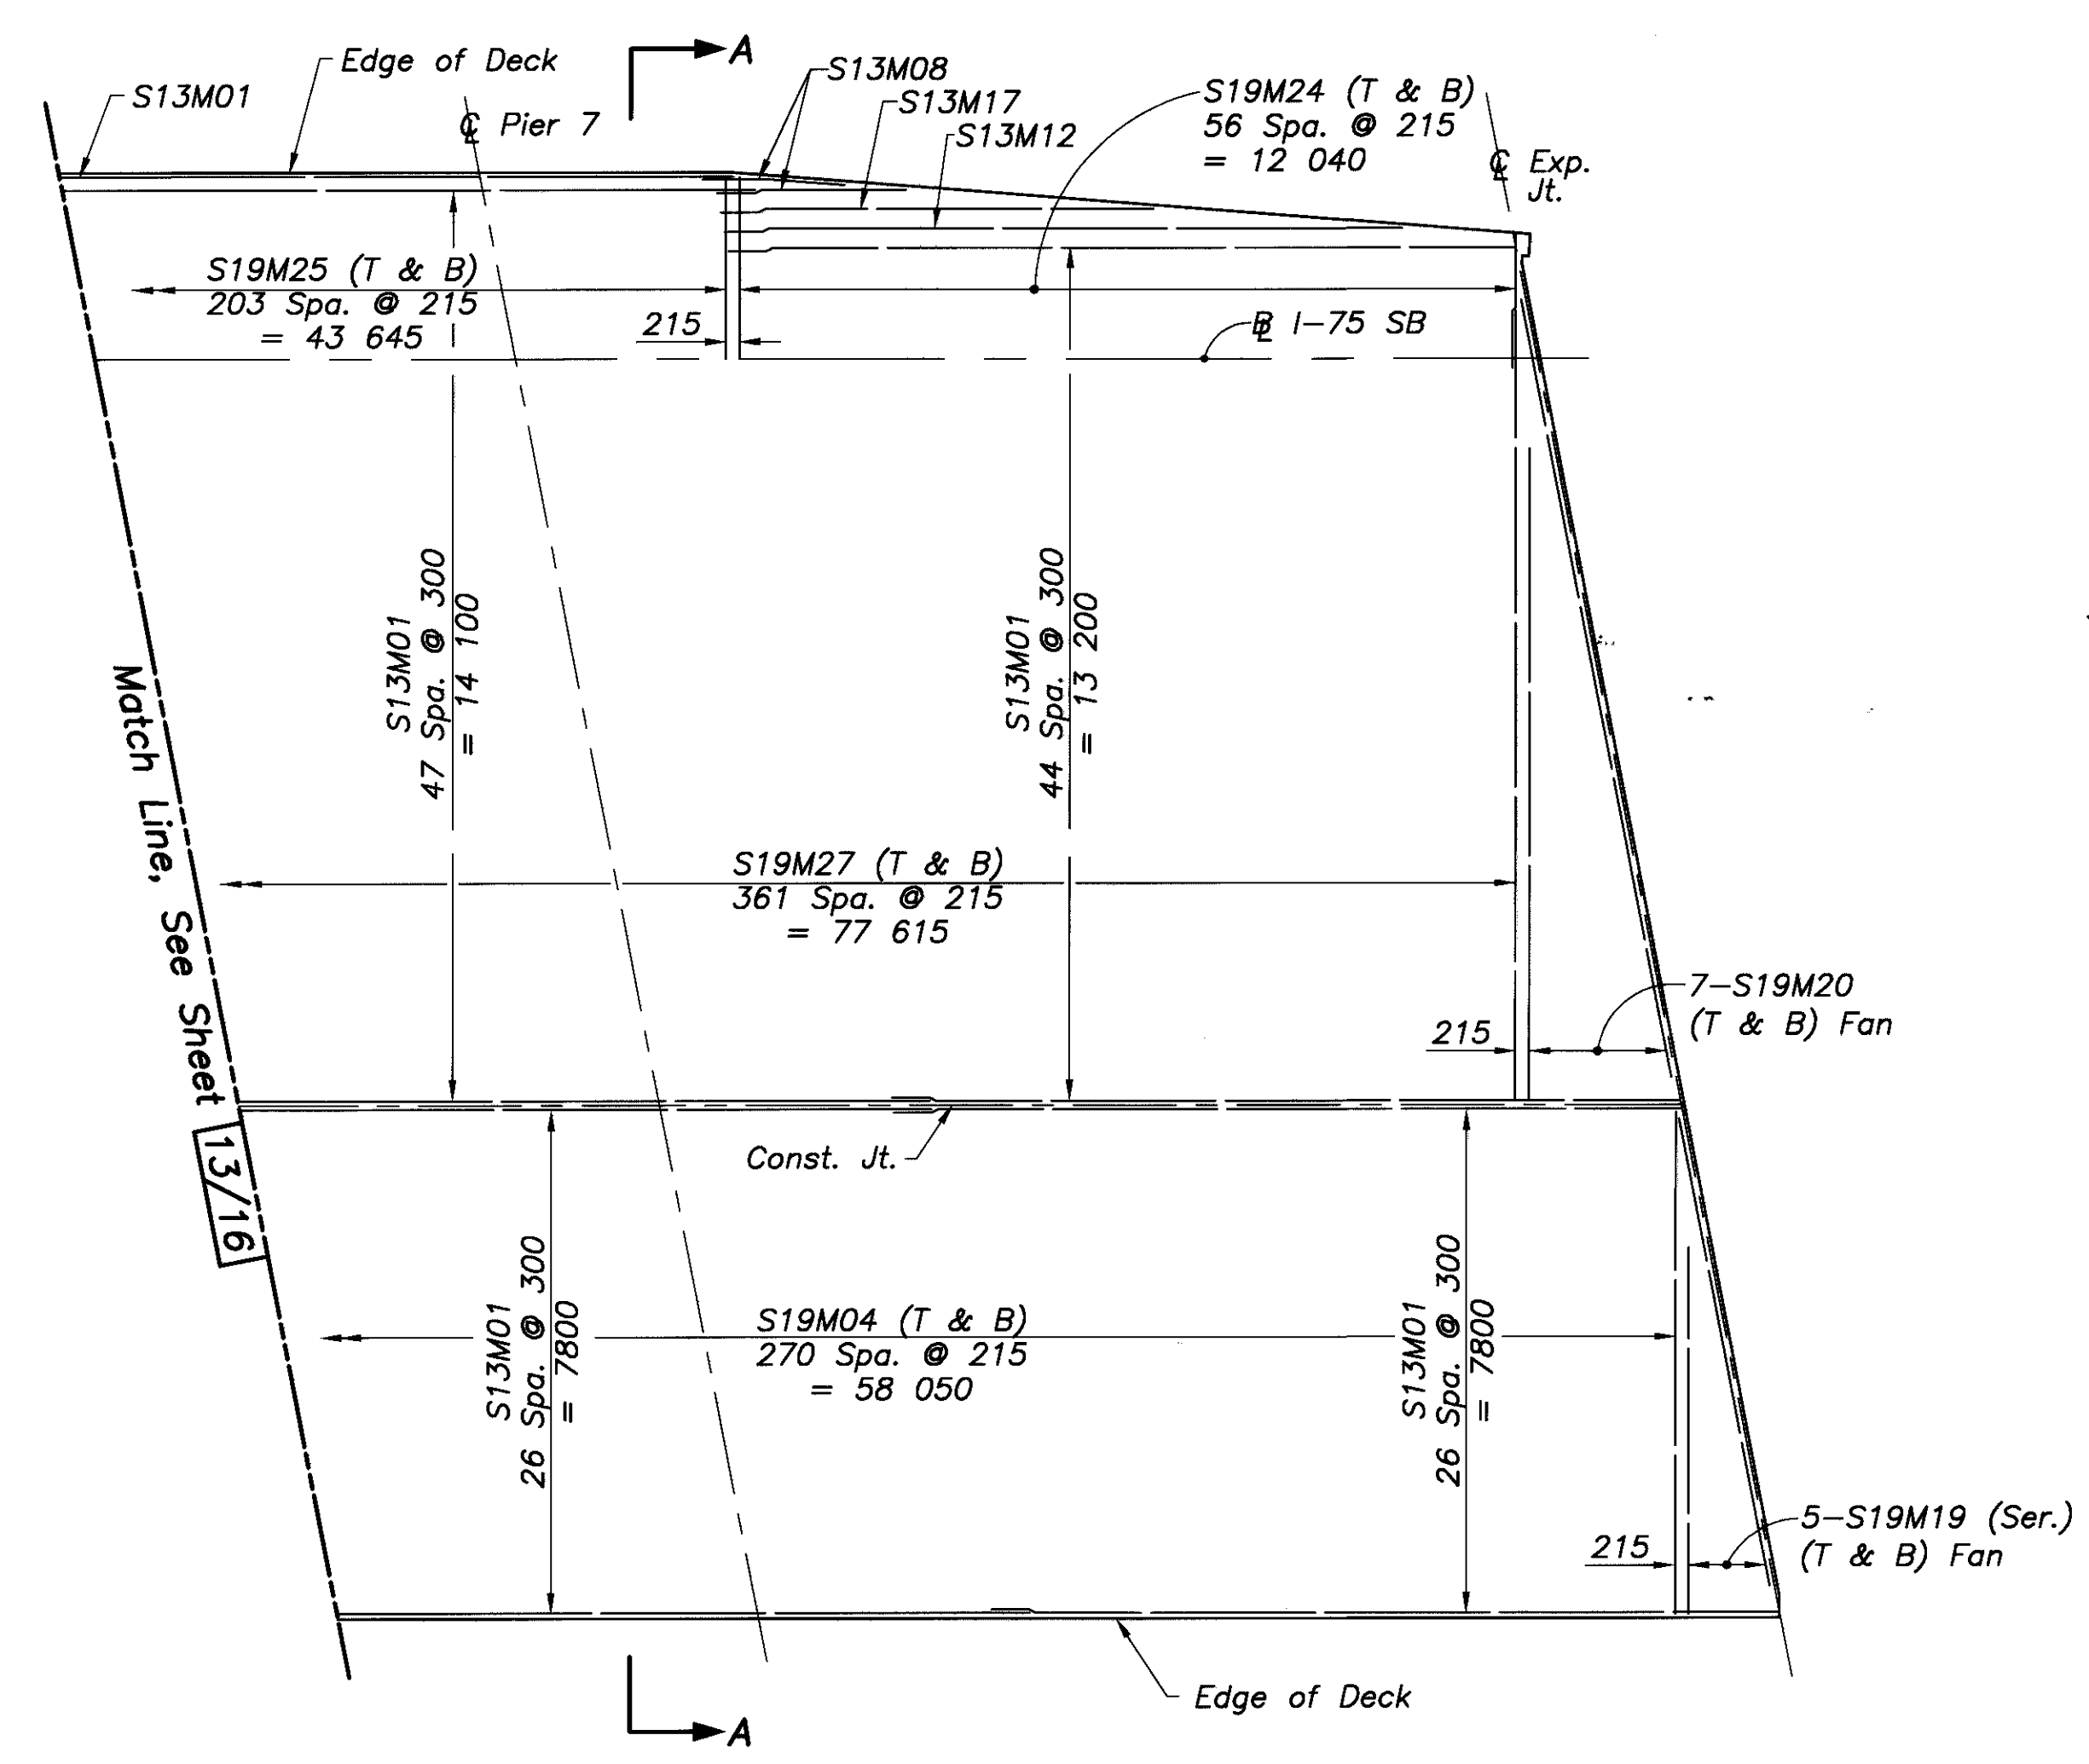 A
Edge of Deck
S13M01
℄ Pier 7
S13M08
S13M17
S13M12
S19M24 (T & B)
56 Spa. @ 215
= 12 040
℄ Exp.
Jt.
S19M25 (T & B)
203 Spa. @ 215
= 43 645
215
BL I-75 SB
S13M01
47 Spa. @ 300
= 14 100
S13M01
44 Spa. @ 300
= 13 200
Match Line, See Sheet 13/16
S19M27 (T & B)
361 Spa. @ 215
= 77 615
7-S19M20
(T & B) Fan
215
Const. Jt.
S13M01
26 Spa. @ 300
= 7800
S19M04 (T & B)
270 Spa. @ 215
= 58 050
S13M01
26 Spa. @ 300
= 7800
5-S19M19 (Ser.)
(T & B) Fan
215
Edge of Deck
A